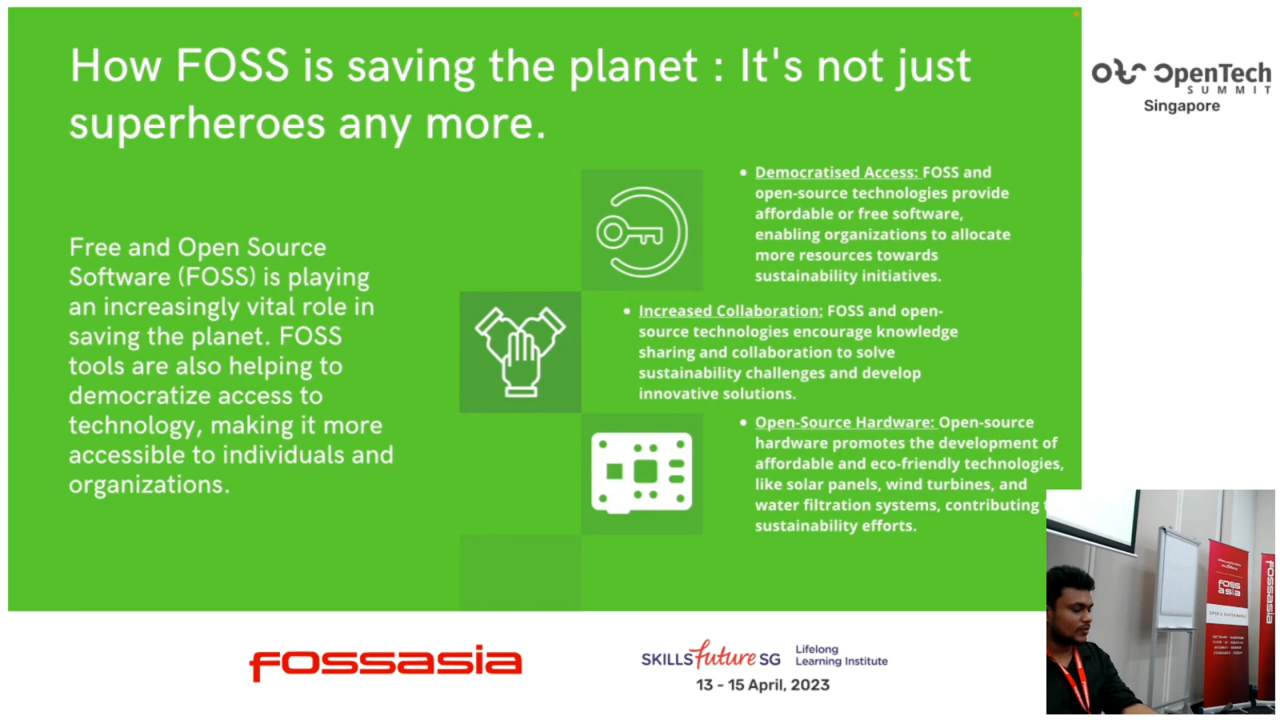 How FOSS is saving the planet : It's not just
superheroes any more.
Free and Open Source
Software (FOSS) is playing
an increasingly vital role in
saving the planet. FOSS
tools are also helping to
democratize access to
technology, making it more
accessible to individuals and
organizations.
• Democratised Access: FOSS and
open-source technologies provide
affordable or free software,
enabling organizations to allocate
more resources towards
sustainability initiatives.
• Increased Collaboration: FOSS and open-
source technologies encourage knowledge
sharing and collaboration to solve
sustainability challenges and develop
innovative solutions.
• Open-Source Hardware: Open-source
hardware promotes the development of
affordable and eco-friendly technologies,
like solar panels, wind turbines, and
water filtration systems, contributing
sustainability efforts.
OpenTech
SUMMIT
Singapore
fossasia
SKILLSfuture SG
Lifelong
Learning Institute
13 - 15 April, 2023
FOSS
ASIA
fossasia